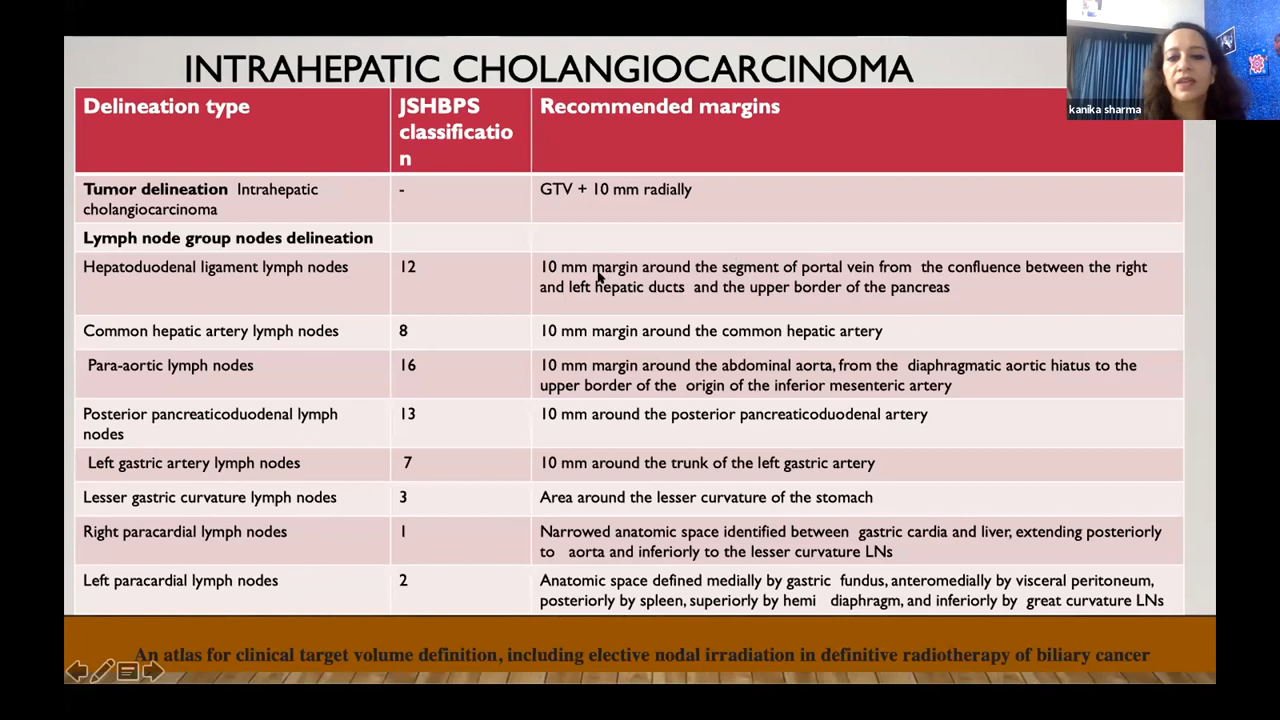 INTRAHEPATIC CHOLANGIOCARCINOMA
kanika sharma
Delineation type
JSHBPS
classificatio
n
Recommended margins
Tumor delineation Intrahepatic
cholangiocarcinoma
-
GTV + 10 mm radially
Lymph node group nodes delineation
Hepatoduodenal ligament lymph nodes
12
10 mm margin around the segment of portal vein from the confluence between the right
and left hepatic ducts and the upper border of the pancreas
Common hepatic artery lymph nodes
8
10 mm margin around the common hepatic artery
Para-aortic lymph nodes
16
10 mm margin around the abdominal aorta, from the diaphragmatic aortic hiatus to the
upper border of the origin of the inferior mesenteric artery
Posterior pancreaticoduodenal lymph
nodes
13
10 mm around the posterior pancreaticoduodenal artery
Left gastric artery lymph nodes
7
10 mm around the trunk of the left gastric artery
Lesser gastric curvature lymph nodes
3
Area around the lesser curvature of the stomach
Right paracardial lymph nodes
1
Narrowed anatomic space identified between gastric cardia and liver, extending posteriorly
to aorta and inferiorly to the lesser curvature LNs
Left paracardial lymph nodes
2
Anatomic space defined medially by gastric fundus, anteromedially by visceral peritoneum,
posteriorly by spleen, superiorly by hemi diaphragm, and inferiorly by great curvature LNs
An atlas for clinical target volume definition, including elective nodal irradiation in definitive radiotherapy of biliary cancer